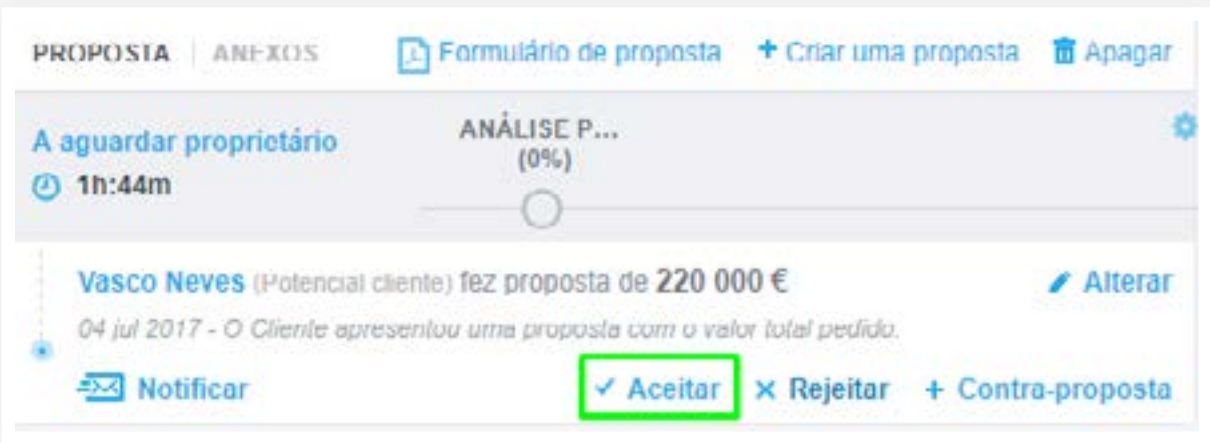 PROPOSTA | ANEXOS Formulário de proposta + Criar uma proposta Apagar
A aguardar proprietário
1h:44m
ANÁLISE P...
(0%)
Vasco Neves (Potencial cliente) fez proposta de 220 000 € Alterar
04 jul 2017 - O Cliente apresentou uma proposta com o valor total pedido.
Notificar ✓ Aceitar × Rejeitar + Contra-proposta